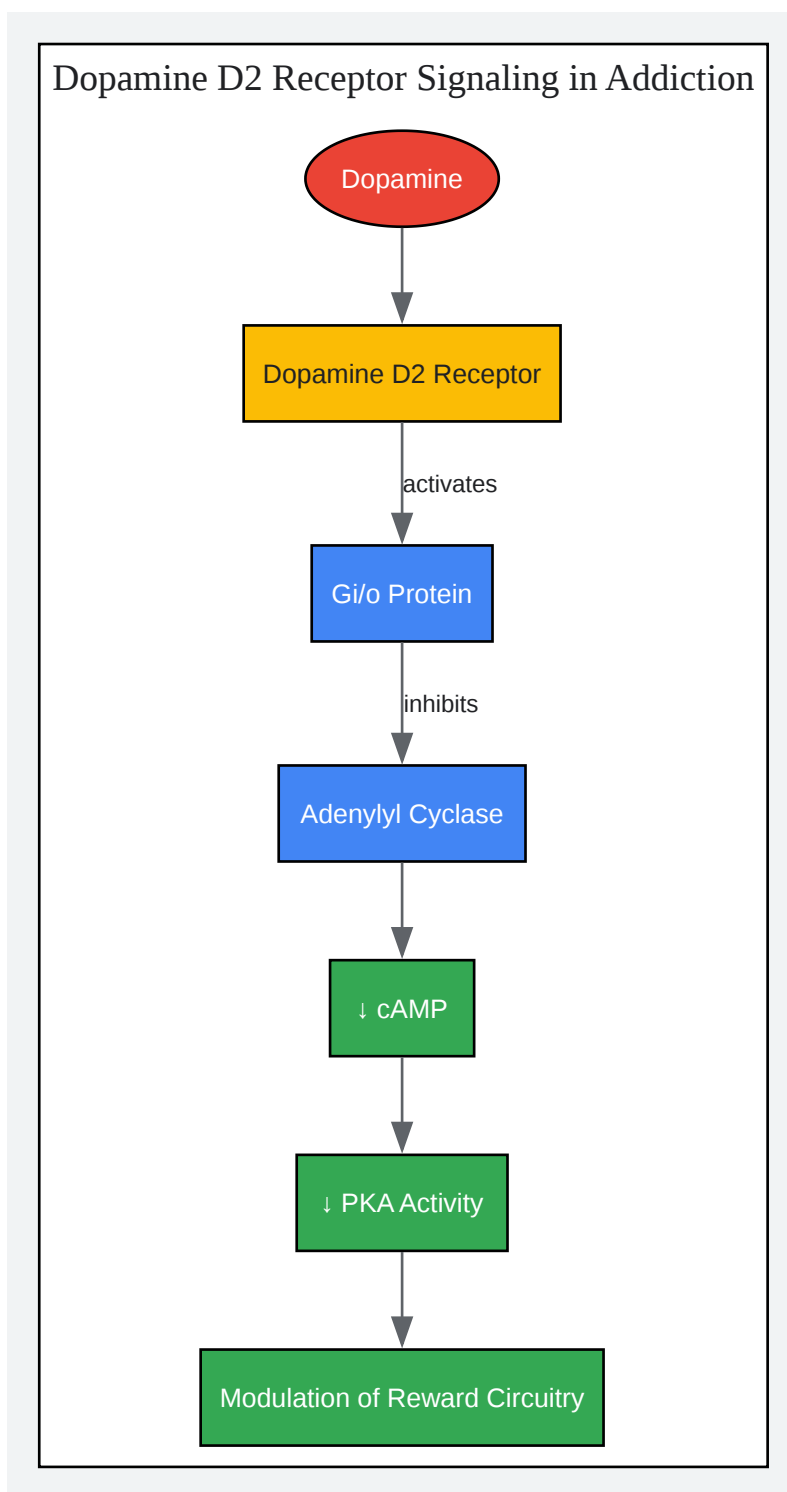 Dopamine D2 Receptor Signaling in Addiction
Dopamine
Dopamine D2 Receptor
activates
Gi/o Protein
inhibits
Adenylyl Cyclase
↓ cAMP
↓ PKA Activity
Modulation of Reward Circuitry